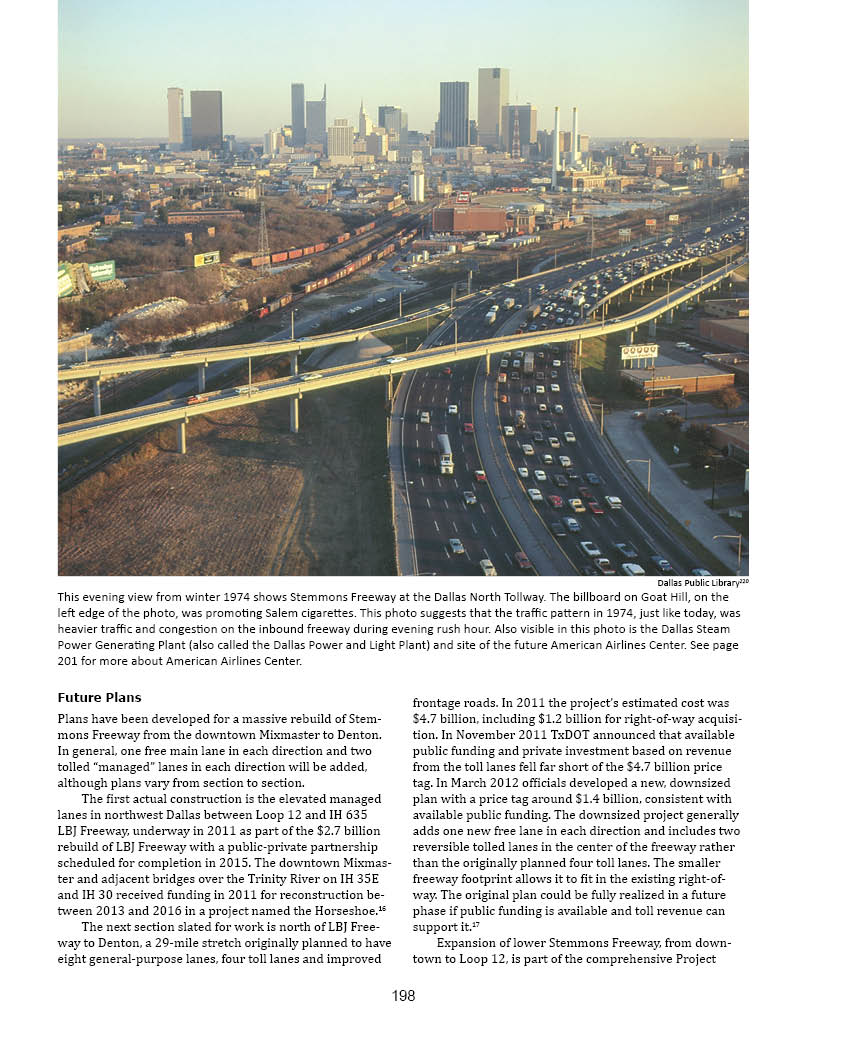 Dallas Public Library²²⁰
This evening view from winter 1974 shows Stemmons Freeway at the Dallas North Tollway. The billboard on Goat Hill, on the
left edge of the photo, was promoting Salem cigarettes. This photo suggests that the traffic pattern in 1974, just like today, was
heavier traffic and congestion on the inbound freeway during evening rush hour. Also visible in this photo is the Dallas Steam
Power Generating Plant (also called the Dallas Power and Light Plant) and site of the future American Airlines Center. See page
201 for more about American Airlines Center.
Future Plans
Plans have been developed for a massive rebuild of Stem-
mons Freeway from the downtown Mixmaster to Denton.
In general, one free main lane in each direction and two
tolled “managed” lanes in each direction will be added,
although plans vary from section to section.
The first actual construction is the elevated managed
lanes in northwest Dallas between Loop 12 and IH 635
LBJ Freeway, underway in 2011 as part of the $2.7 billion
rebuild of LBJ Freeway with a public-private partnership
scheduled for completion in 2015. The downtown Mixmas-
ter and adjacent bridges over the Trinity River on IH 35E
and IH 30 received funding in 2011 for reconstruction be-
tween 2013 and 2016 in a project named the Horseshoe.¹⁶
The next section slated for work is north of LBJ Free-
way to Denton, a 29-mile stretch originally planned to have
eight general-purpose lanes, four toll lanes and improved
frontage roads. In 2011 the project’s estimated cost was
$4.7 billion, including $1.2 billion for right-of-way acquisi-
tion. In November 2011 TxDOT announced that available
public funding and private investment based on revenue
from the toll lanes fell far short of the $4.7 billion price
tag. In March 2012 officials developed a new, downsized
plan with a price tag around $1.4 billion, consistent with
available public funding. The downsized project generally
adds one new free lane in each direction and includes two
reversible tolled lanes in the center of the freeway rather
than the originally planned four toll lanes. The smaller
freeway footprint allows it to fit in the existing right-of-
way. The original plan could be fully realized in a future
phase if public funding is available and toll revenue can
support it.¹⁷
Expansion of lower Stemmons Freeway, from down-
town to Loop 12, is part of the comprehensive Project
198